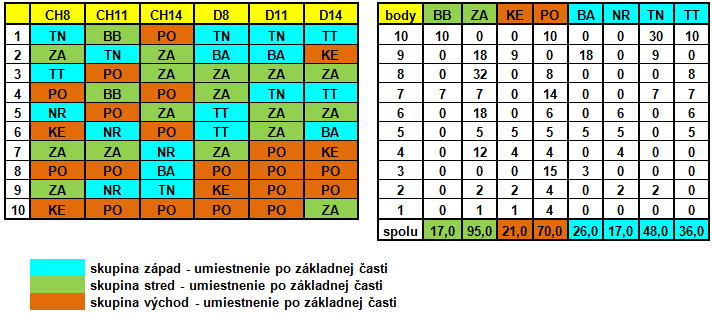 CH8 CH11 CH14 D8 D11 D14
1 TN BB PO TN TN TT
2 ZA TN ZA BA BA KE
3 TT PO ZA ZA ZA ZA
4 PO BB PO ZA TN TT
5 NR PO ZA TT ZA ZA
6 KE NR PO TT ZA BA
7 ZA ZA NR ZA PO KE
8 PO PO BA PO PO PO
9 ZA NR TN KE PO PO
10 KE PO PO PO PO ZA
body BB ZA KE PO BA NR TN TT
10 10 0 0 10 0 0 30 10
9 0 18 9 0 18 0 9 0
8 0 32 0 8 0 0 0 8
7 7 7 0 14 0 0 7 7
6 0 18 0 6 0 6 0 6
5 0 5 5 5 5 5 0 5
4 0 12 4 4 0 4 0 0
3 0 0 0 15 3 0 0 0
2 0 2 2 4 0 2 2 0
1 0 1 1 4 0 0 0 0
spolu 17,0 95,0 21,0 70,0 26,0 17,0 48,0 36,0
skupina západ - umiestnenie po základnej časti
skupina stred - umiestnenie po základnej časti
skupina východ - umiestnenie po základnej časti